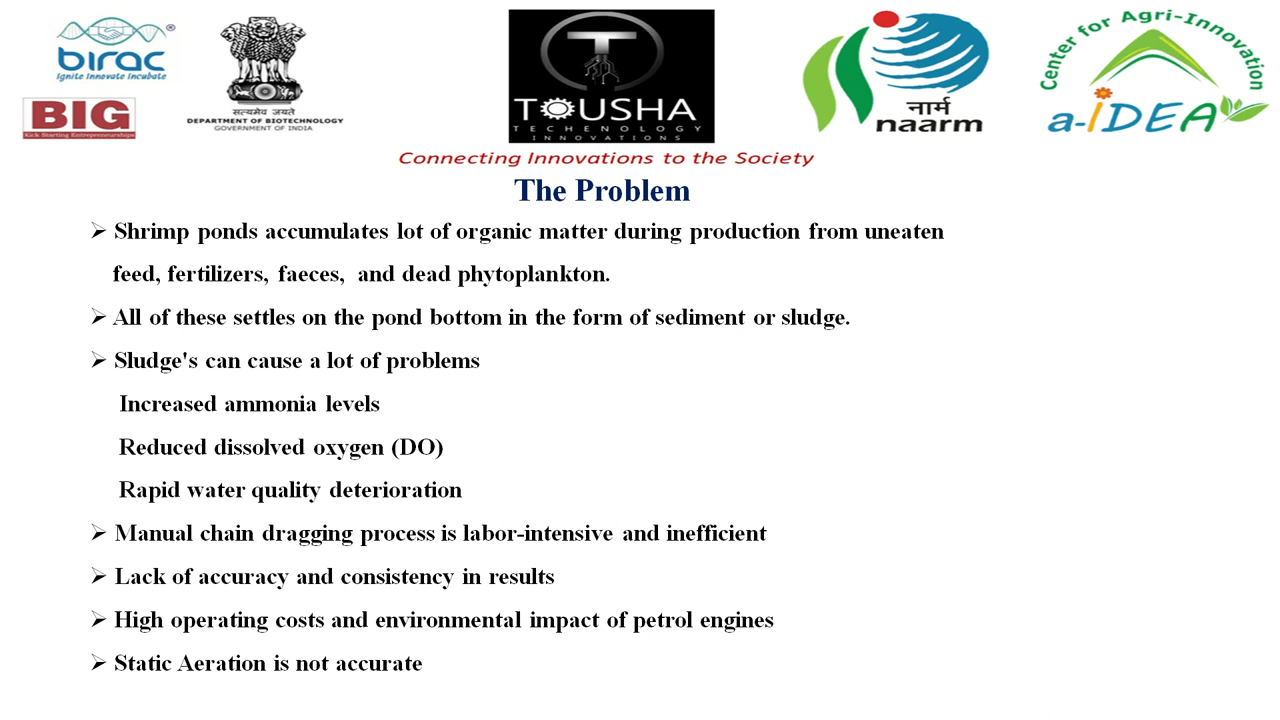 birac
Ignite Innovate Incubate
BIG
Kick Starting Entrepreneurships
सत्यमेव जयते
DEPARTMENT OF BIOTECHNOLOGY
GOVERNMENT OF INDIA
T
TOUSHA
TECHENOLOGY
INNOVATIONS
नार्म
naarm
Center for Agri-Innovation
a-iDEA
Connecting Innovations to the Society
The Problem
➢ Shrimp ponds accumulates lot of organic matter during production from uneaten
feed, fertilizers, faeces, and dead phytoplankton.
➢ All of these settles on the pond bottom in the form of sediment or sludge.
➢ Sludge's can cause a lot of problems
Increased ammonia levels
Reduced dissolved oxygen (DO)
Rapid water quality deterioration
➢ Manual chain dragging process is labor-intensive and inefficient
➢ Lack of accuracy and consistency in results
➢ High operating costs and environmental impact of petrol engines
➢ Static Aeration is not accurate